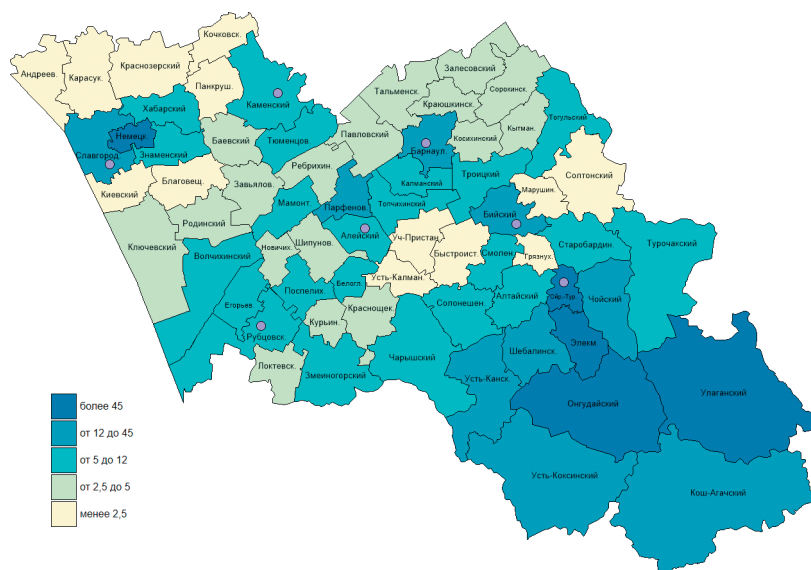 Кочковск.
Андреев.
Карасук.
Краснозерский
Панкруш.
Каменский
Хабарский
Немецк.
Славгород.
Знаменский
Баевский
Тюменцов.
Киевский
Благовещ.
Завьялов.
Ребрихин.
Павловский
Тальменск.
Залесовский
Сорокинск.
Краюшкинск.
Косихинский
Кытман.
Тогульский
Барнаул.
Родинский
Мамонт.
Парфенов.
Калманский
Топчихинский
Троицкий
Марушин.
Солтонский
Ключевский
Волчихинский
Новичих.
Шипунов.
Алейский
Уч-Пристан.
Быстроист.
Бийский
Смолен.
Грязнух.
Старобардин.
Турочакский
Усть-Калман.
Поспелих.
Белогл.
Егорьев.
Рубцовск.
Курьин.
Краснощек.
Солонешен.
Алтайский
Чойский
Элекм.
Шебалинск.
Локтевск.
Змеиногорский
Чарышский
Усть-Канск.
Онгудайский
Улаганский
Усть-Коксинский
Кош-Агачский
более 45
от 12 до 45
от 5 до 12
от 2,5 до 5
менее 2,5